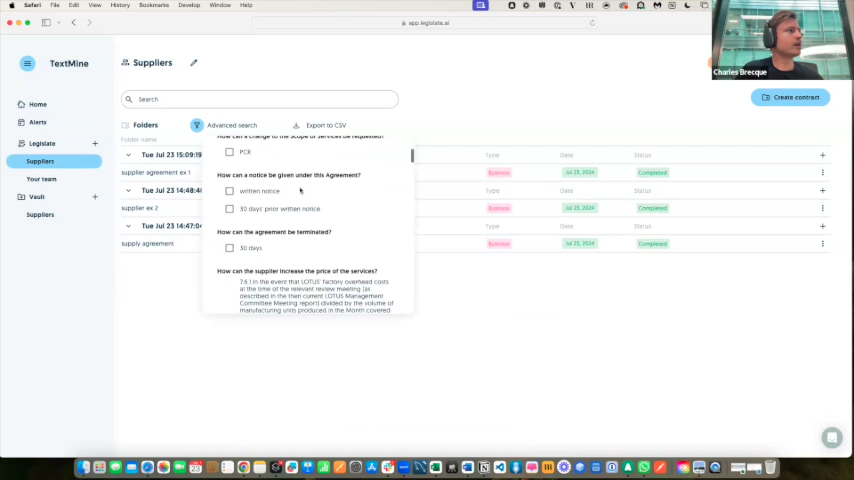 Safari File Edit View History Bookmarks Develop Window Help
app.legislate.ai
Charles Brecque
TextMine
Suppliers
Home
Alerts
Legislate
Suppliers
Your team
Vault
Suppliers
Search
Create contract
Folders
Advanced search
Export to CSV
Folder name
Tue Jul 23 15:09:19
Type Date Status
supplier agreement ex 1
Business Jul 23, 2024 Completed
Tue Jul 23 14:48:4
Type Date Status
supplier ex 2
Business Jul 23, 2024 Completed
Tue Jul 23 14:47:04
Type Date Status
supply agreement
Business Jul 23, 2024 Completed
How can a change to the Scope of Services be requested?
PCR
How can a notice be given under this Agreement?
written notice
30 days' prior written notice
How can the agreement be terminated?
30 days
How can the supplier increase the price of the services?
7.6.1 In the event that LOTUS' factory overhead costs
at the time of the relevant review meeting (as
described in the then current LOTUS Management
Committee Meeting report) divided by the volume of
manufacturing units produced in the Month covered